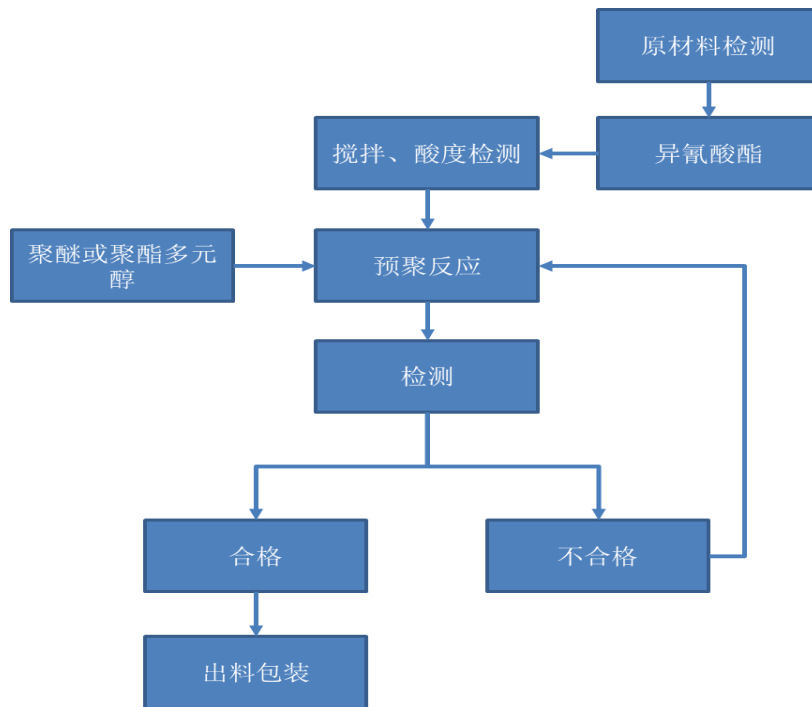 原材料检测
搅拌、酸度检测
异氰酸酯
聚醚或聚酯多元
醇
预聚反应
检测
合格
不合格
出料包装